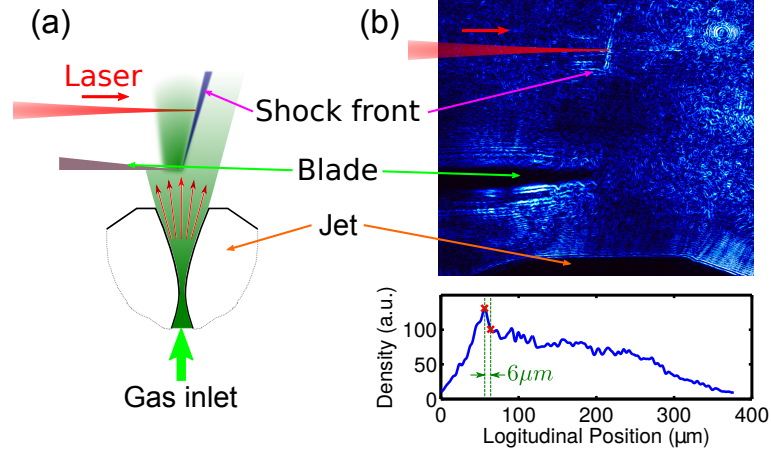 (a)
Laser
Shock front
Blade
Jet
Gas inlet
(b)
Density (a.u.)
100
50
0
6μm
0
100
200
300
400
Logitudinal Position (μm)